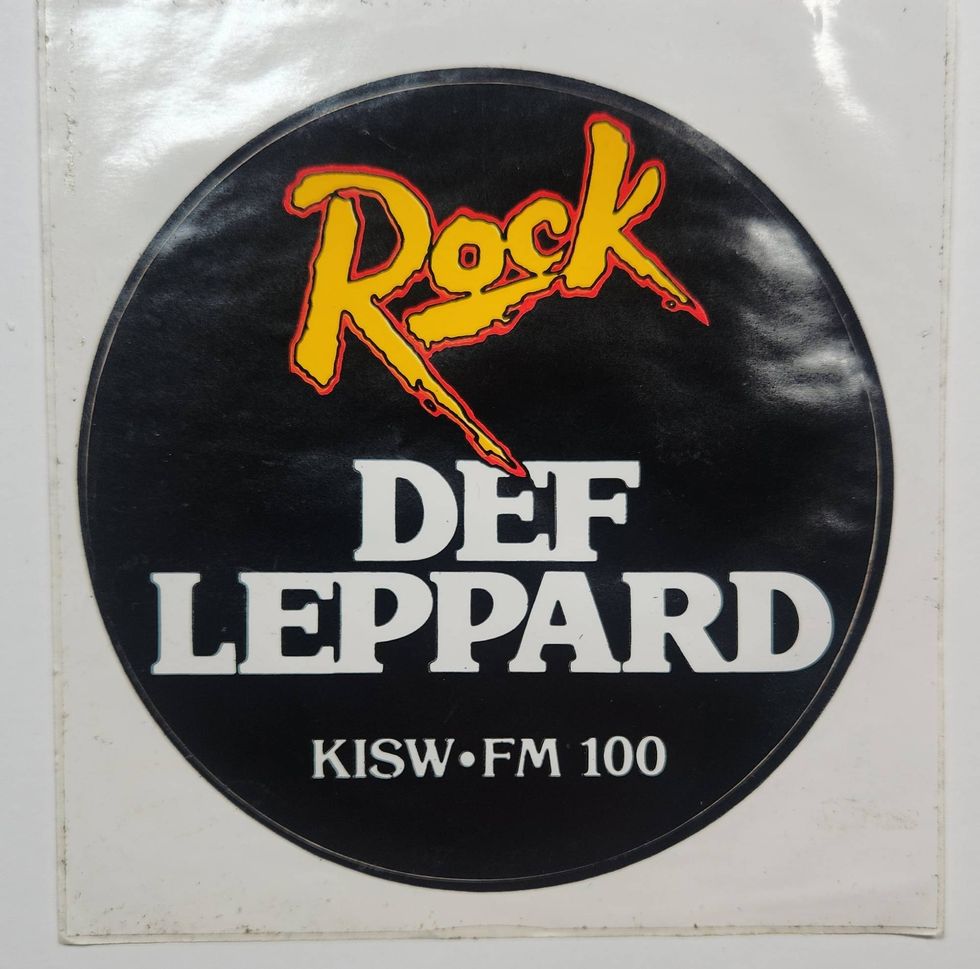 Rock
DEF
LEPPARD
KISW•FM 100